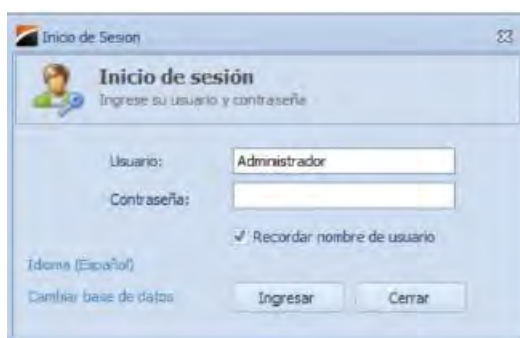 Inicio de Sesion
Inicio de sesión
Ingrese su usuario y contraseña
Usuario:
Administrador
Contraseña:
Recordar nombre de usuario
Idioma (Español)
Cambiar base de datos
Ingresar
Cerrar